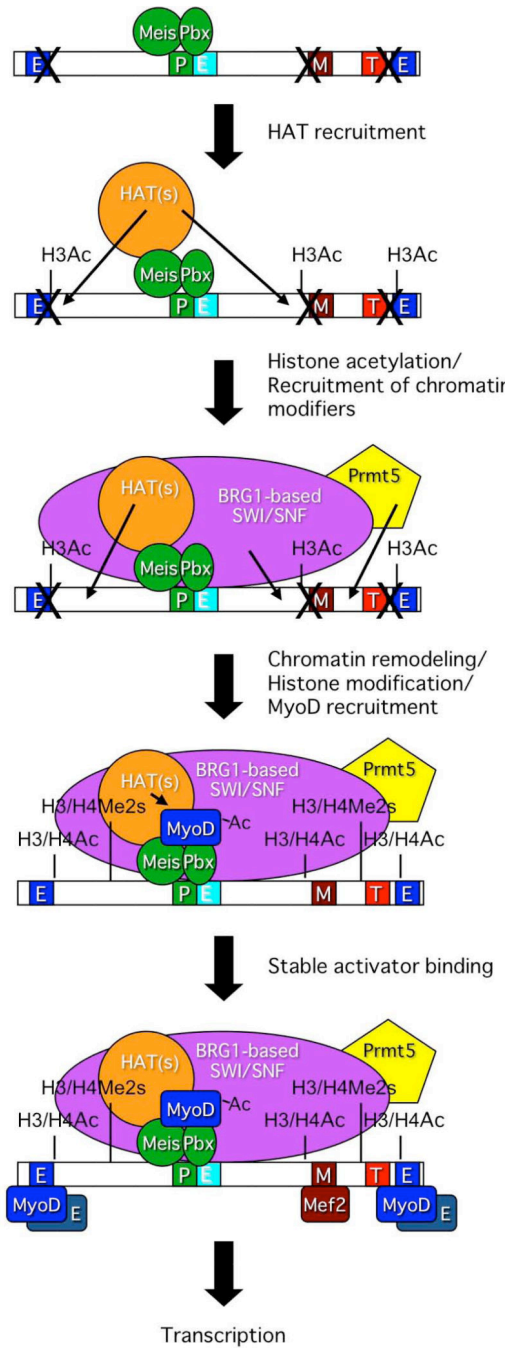 Meis Pbx
E P E M T E
HAT recruitment
HAT(s)
H3Ac H3Ac H3Ac
Meis Pbx
E P E M T E
Histone acetylation/
Recruitment of chromatin
modifiers
HAT(s) BRG1-based Prmt5
SWI/SNF
H3Ac H3Ac H3Ac
Meis Pbx
E P E M T E
Chromatin remodeling/
Histone modification/
MyoD recruitment
HAT(s) BRG1-based Prmt5
SWI/SNF
H3/H4Me2s H3/H4Me2s
MyoD Ac
H3/H4Ac H3/H4Ac H3/H4Ac
Meis Pbx
E P E M T E
Stable activator binding
HAT(s) BRG1-based Prmt5
SWI/SNF
H3/H4Me2s H3/H4Me2s
MyoD Ac
H3/H4Ac H3/H4Ac H3/H4Ac
Meis Pbx
E P E M T E
MyoD E Mef2 MyoD E
Transcription